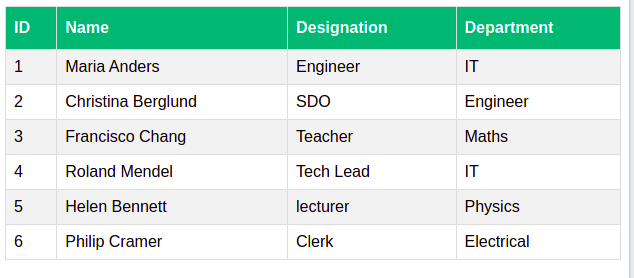 ID Name Designation Department
1 Maria Anders Engineer IT
2 Christina Berglund SDO Engineer
3 Francisco Chang Teacher Maths
4 Roland Mendel Tech Lead IT
5 Helen Bennett lecturer Physics
6 Philip Cramer Clerk Electrical